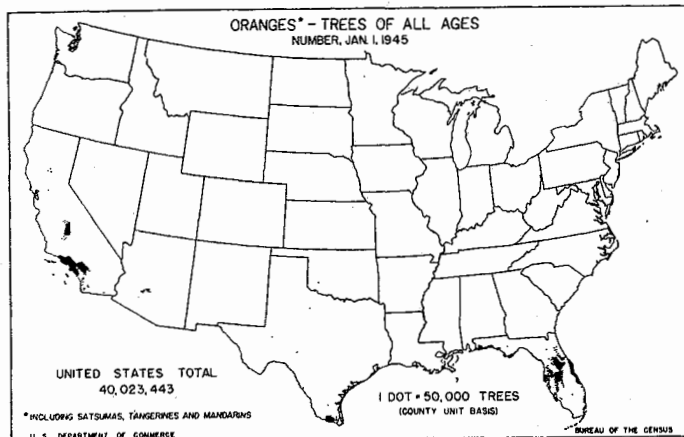 ORANGES* - TREES OF ALL AGES
NUMBER, JAN. 1, 1945
UNITED STATES TOTAL
40,023,443
1 DOT = 50,000 TREES
(COUNTY UNIT BASIS)
*INCLUDING SATSUMAS, TANGERINES AND MANDARINS
U. S. DEPARTMENT OF COMMERCE
BUREAU OF THE CENSUS